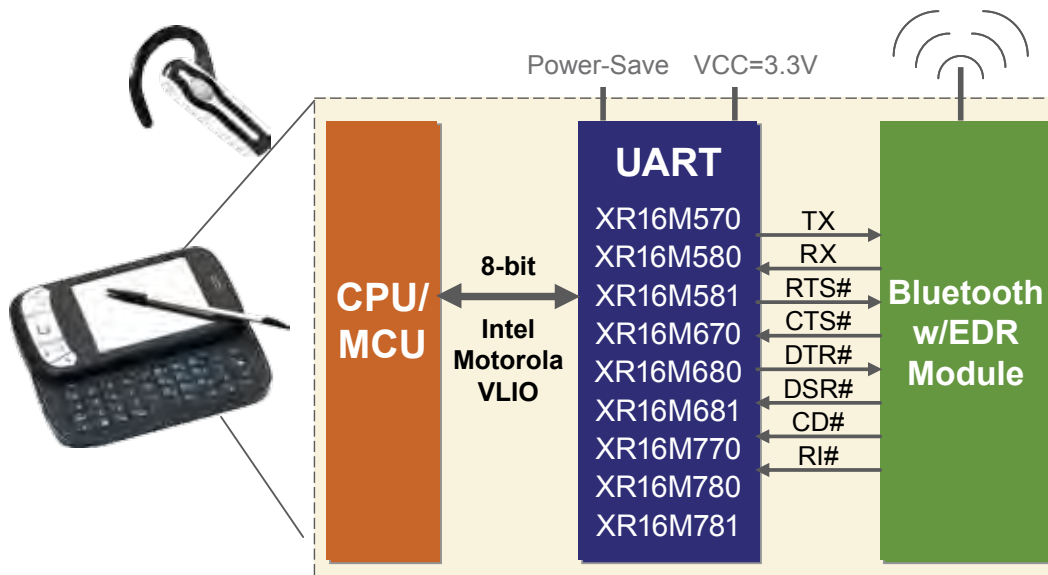 Power-Save VCC=3.3V
CPU/
MCU
8-bit
Intel
Motorola
VLIO
UART
XR16M570
XR16M580
XR16M581
XR16M670
XR16M680
XR16M681
XR16M770
XR16M780
XR16M781
TX
RX
RTS#
CTS#
DTR#
DSR#
CD#
RI#
Bluetooth
w/EDR
Module